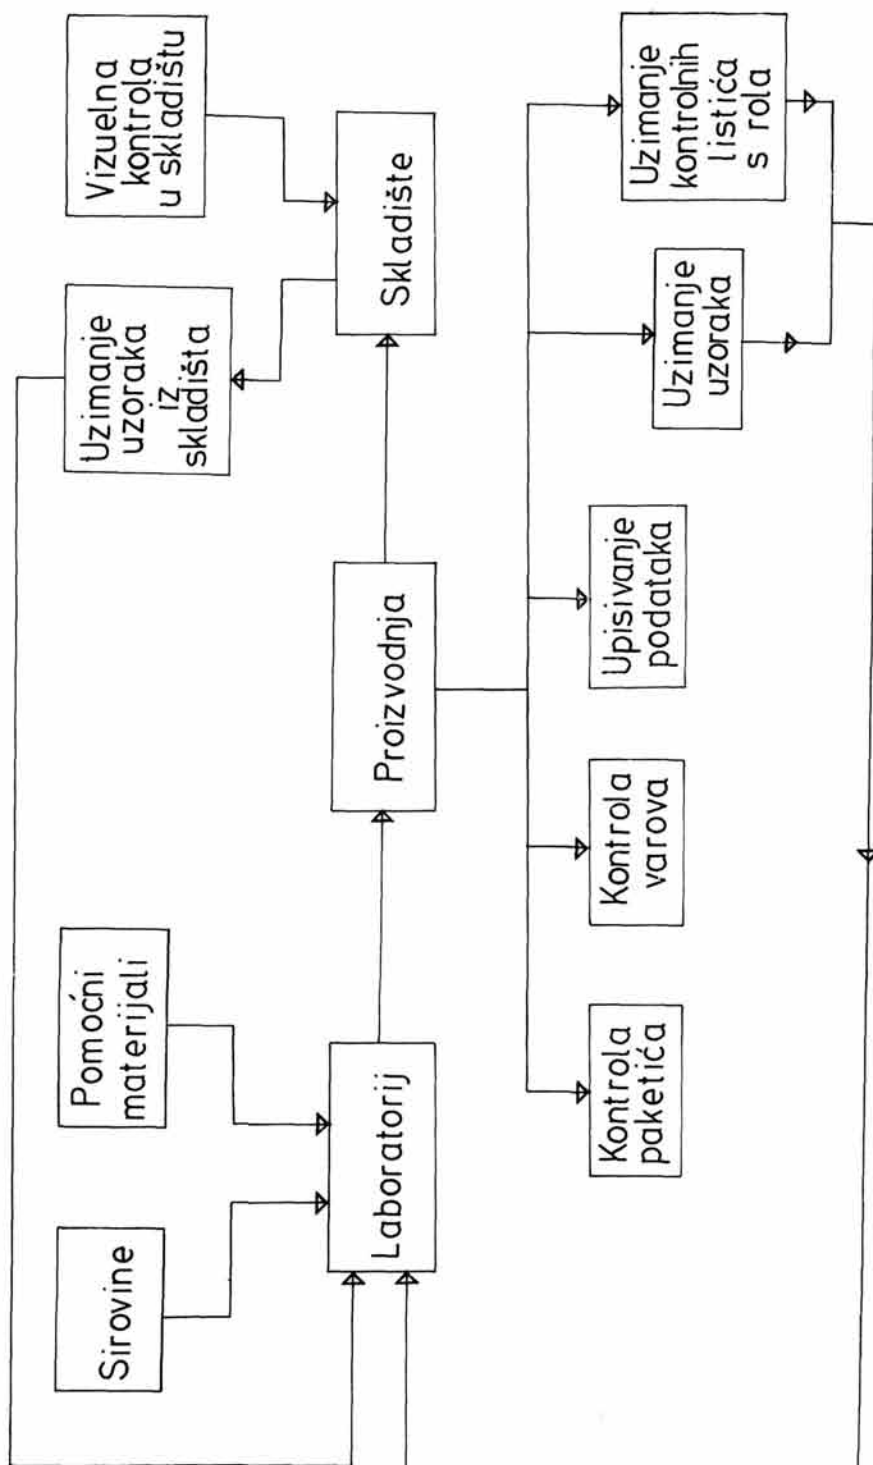 Sirovine
Pomoćni
materijali
Uzimanje
uzoraka
iz
skladišta
Vizuelna
kontrola
u skladištu
Laboratorij
Proizvodnja
Skladište
Kontrola
paketića
Kontrola
varova
Upisivanje
podataka
Uzimanje
uzoraka
Uzimanje
kontrolnih
listića
s rola